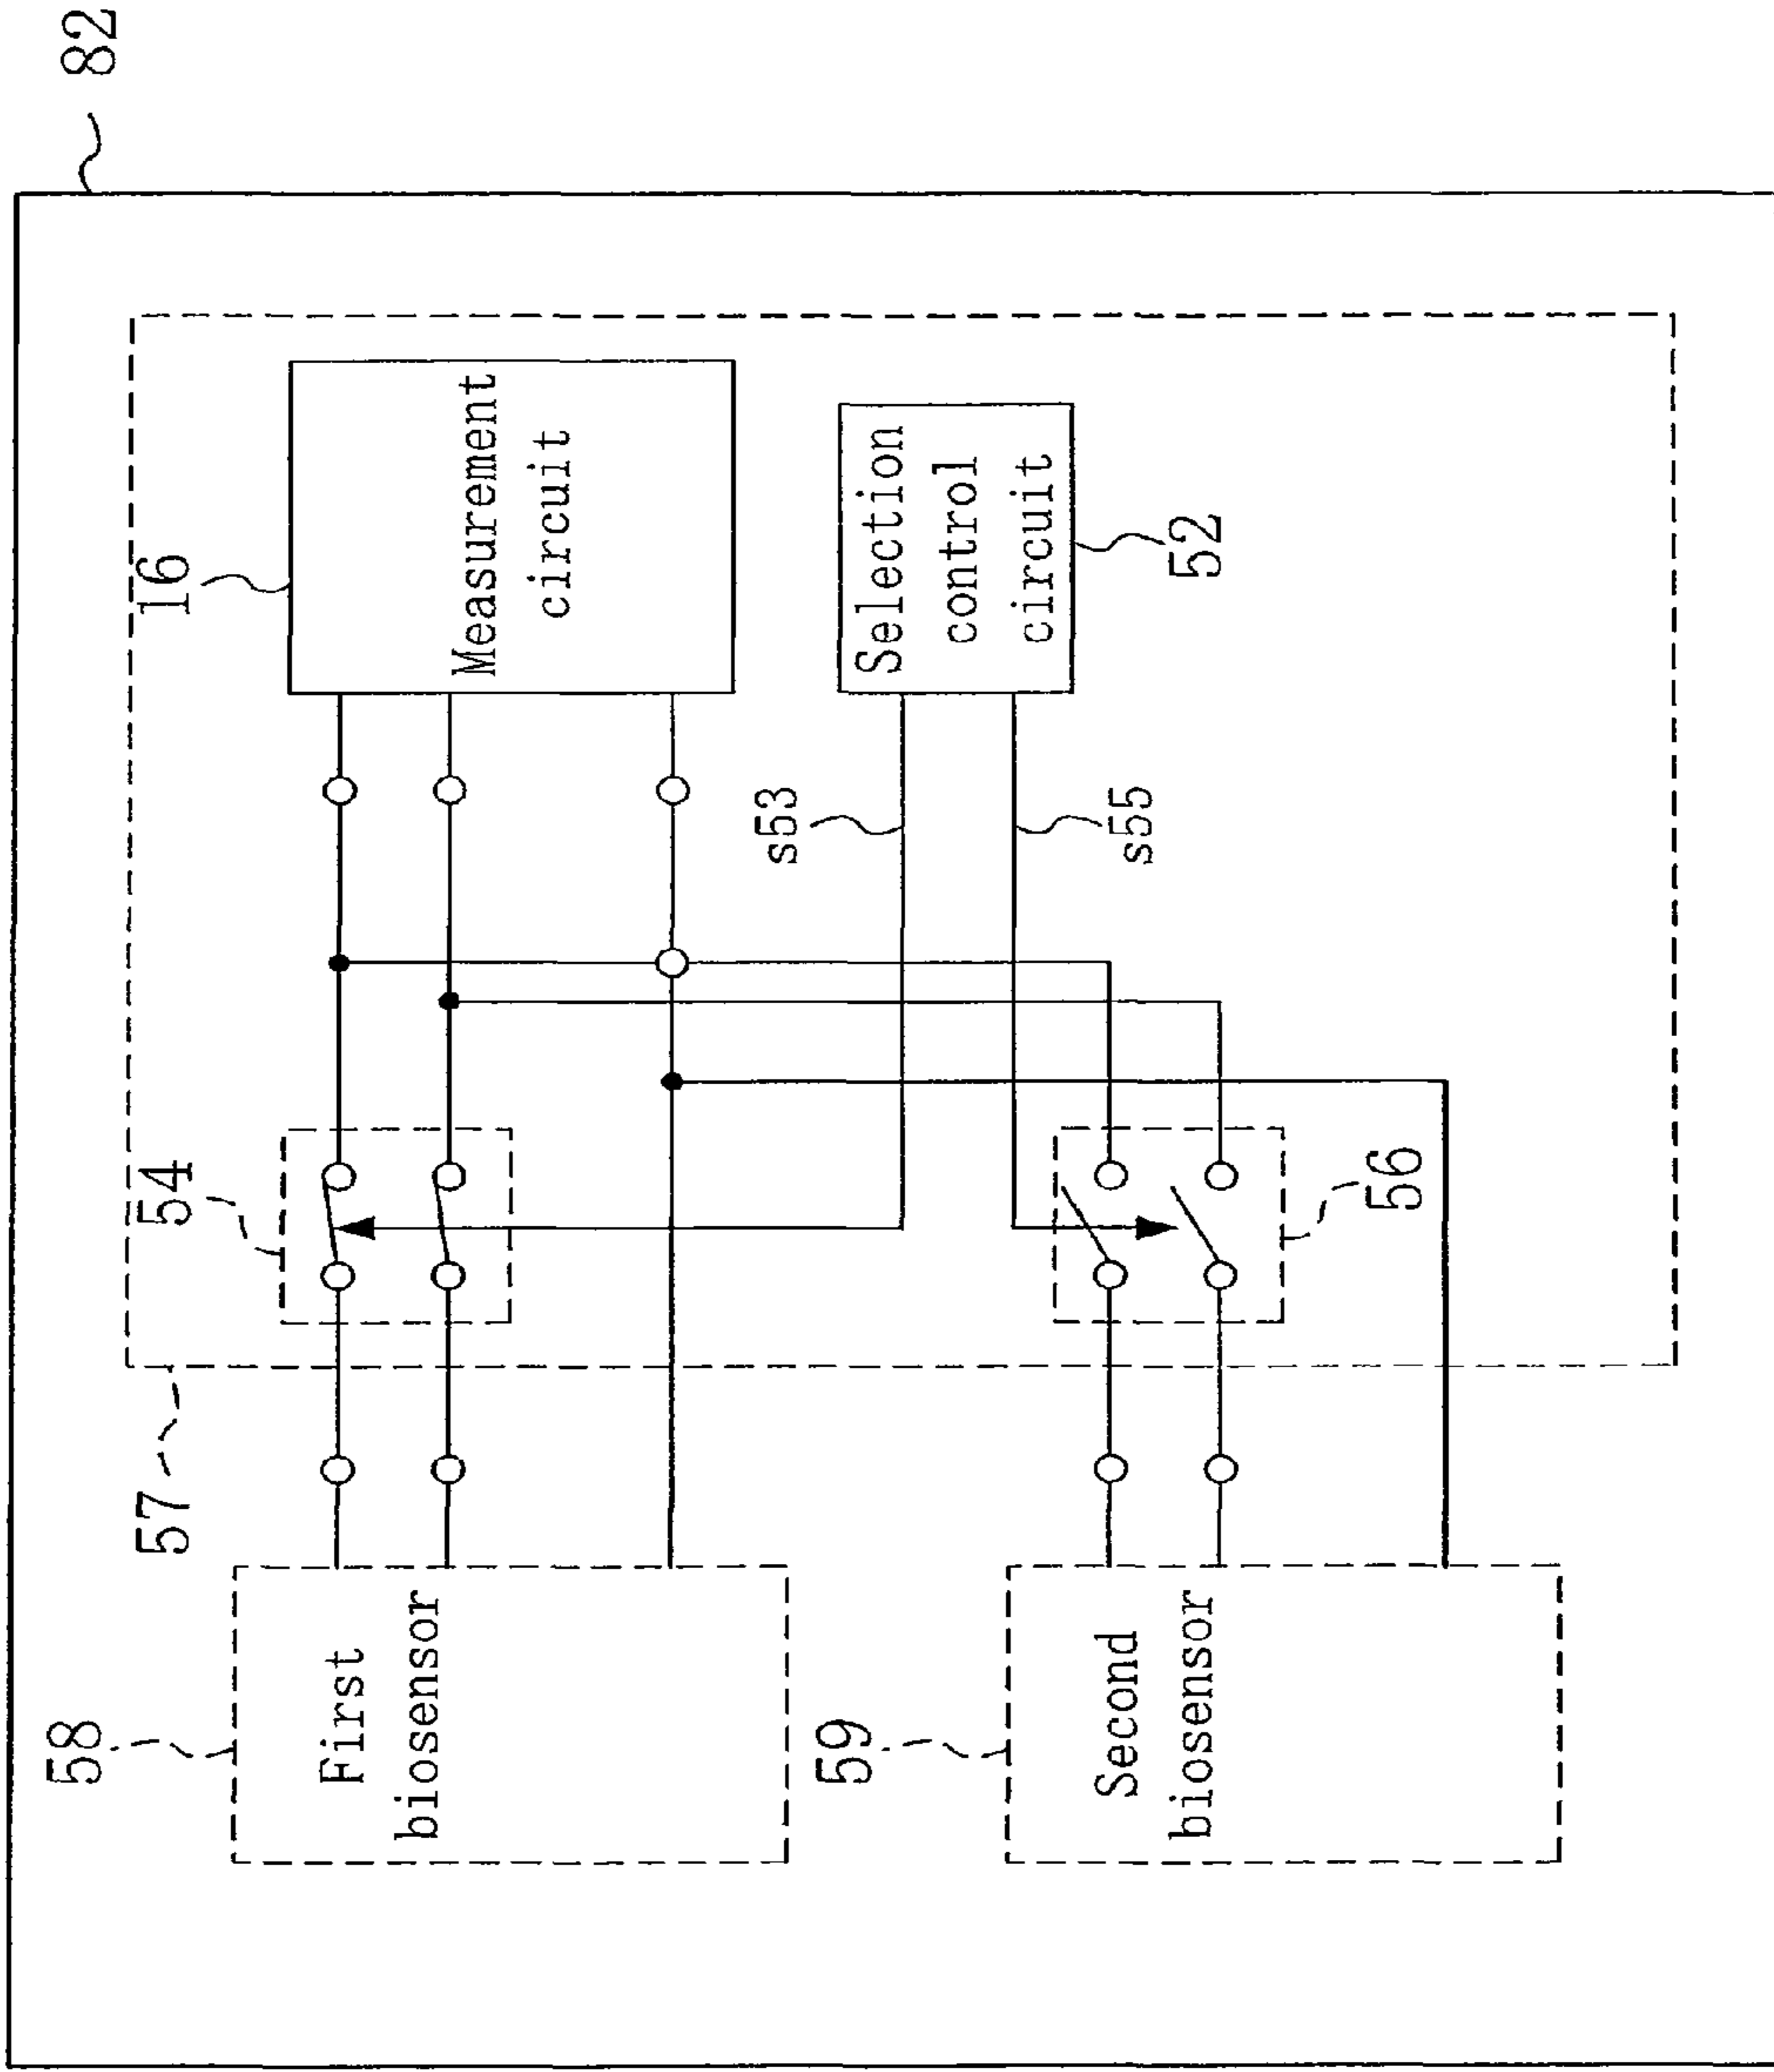 82
57
58
First
biosensor
54
16
Measurement
circuit
s53
Selection
control
circuit
52
s55
59
Second
biosensor
56